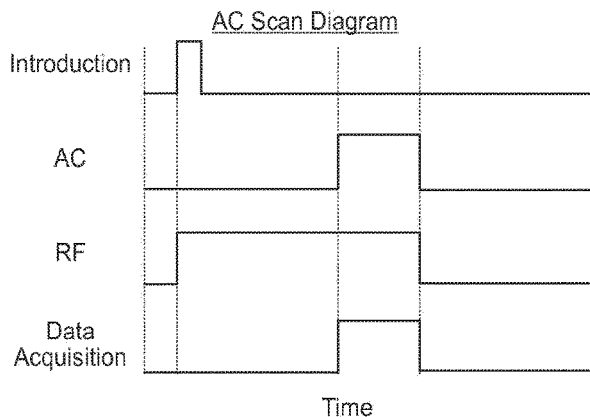 AC Scan Diagram
Introduction
AC
RF
Data
Acquisition
Time